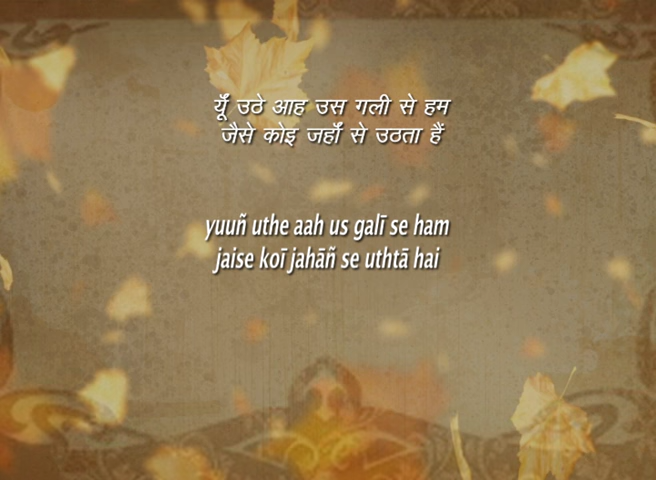 यूँ उठे आह उस गली से हम
जैसे कोइ जहाँ से उठता हैं
yuuñ uthe aah us galī se ham
jaise koī jahāñ se uthtā hai